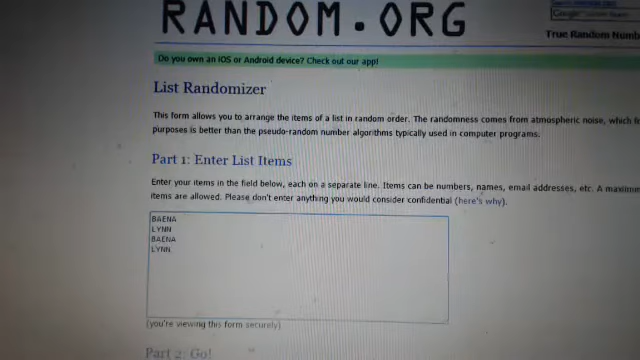 RANDOM.ORG
True Random Numb
Do you own an iOS or Android device? Check out our app!
List Randomizer
This form allows you to arrange the items of a list in random order. The randomness comes from atmospheric noise, which f
purposes is better than the pseudo-random number algorithms typically used in computer programs.
Part 1: Enter List Items
Enter your items in the field below, each on a separate line. Items can be numbers, names, email addresses, etc. A maximu
items are allowed. Please don't enter anything you would consider confidential (here's why).
BAENA
LYNN
BAENA
LYNN
(you're viewing this form securely)
Part 2: Go!